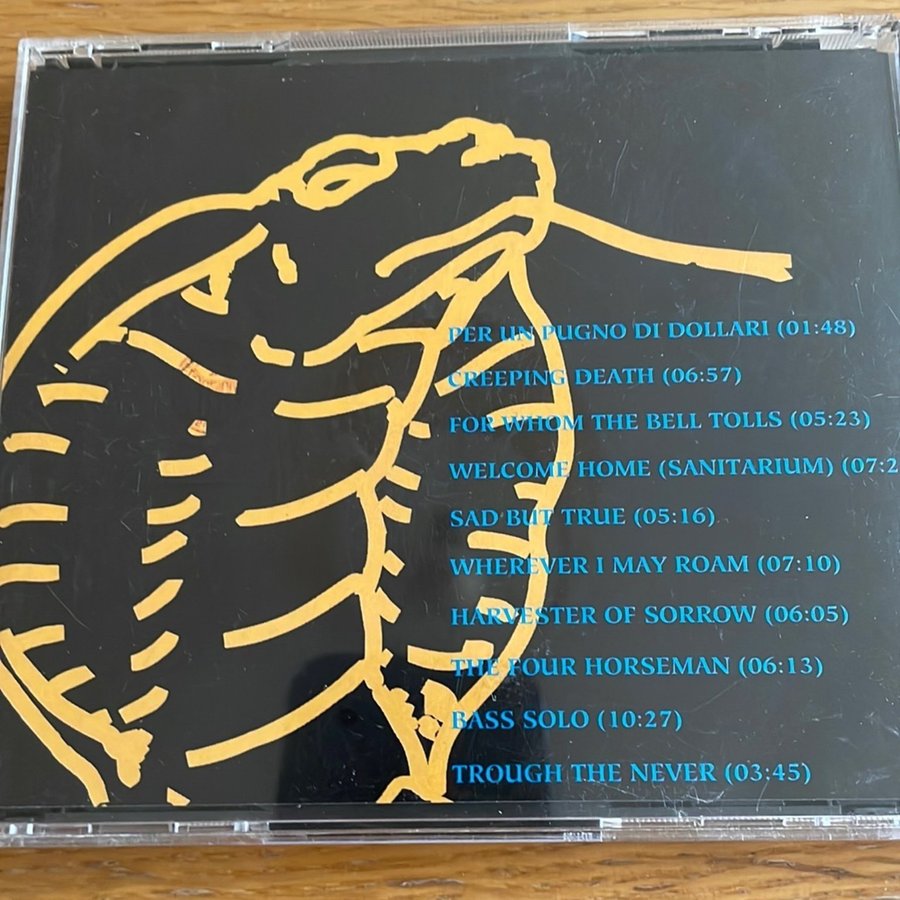 PER UN PUGNO DI DOLLARI (01:48)
CREEPING DEATH (06:57)
FOR WHOM THE BELL TOLLS (05:23)
WELCOME HOME (SANITARIUM) (07:2
SAD BUT TRUE (05:16)
WHEREVER I MAY ROAM (07:10)
HARVESTER OF SORROW (06:05)
THE FOUR HORSEMAN (06:13)
BASS SOLO (10:27)
TROUGH THE NEVER (03:45)